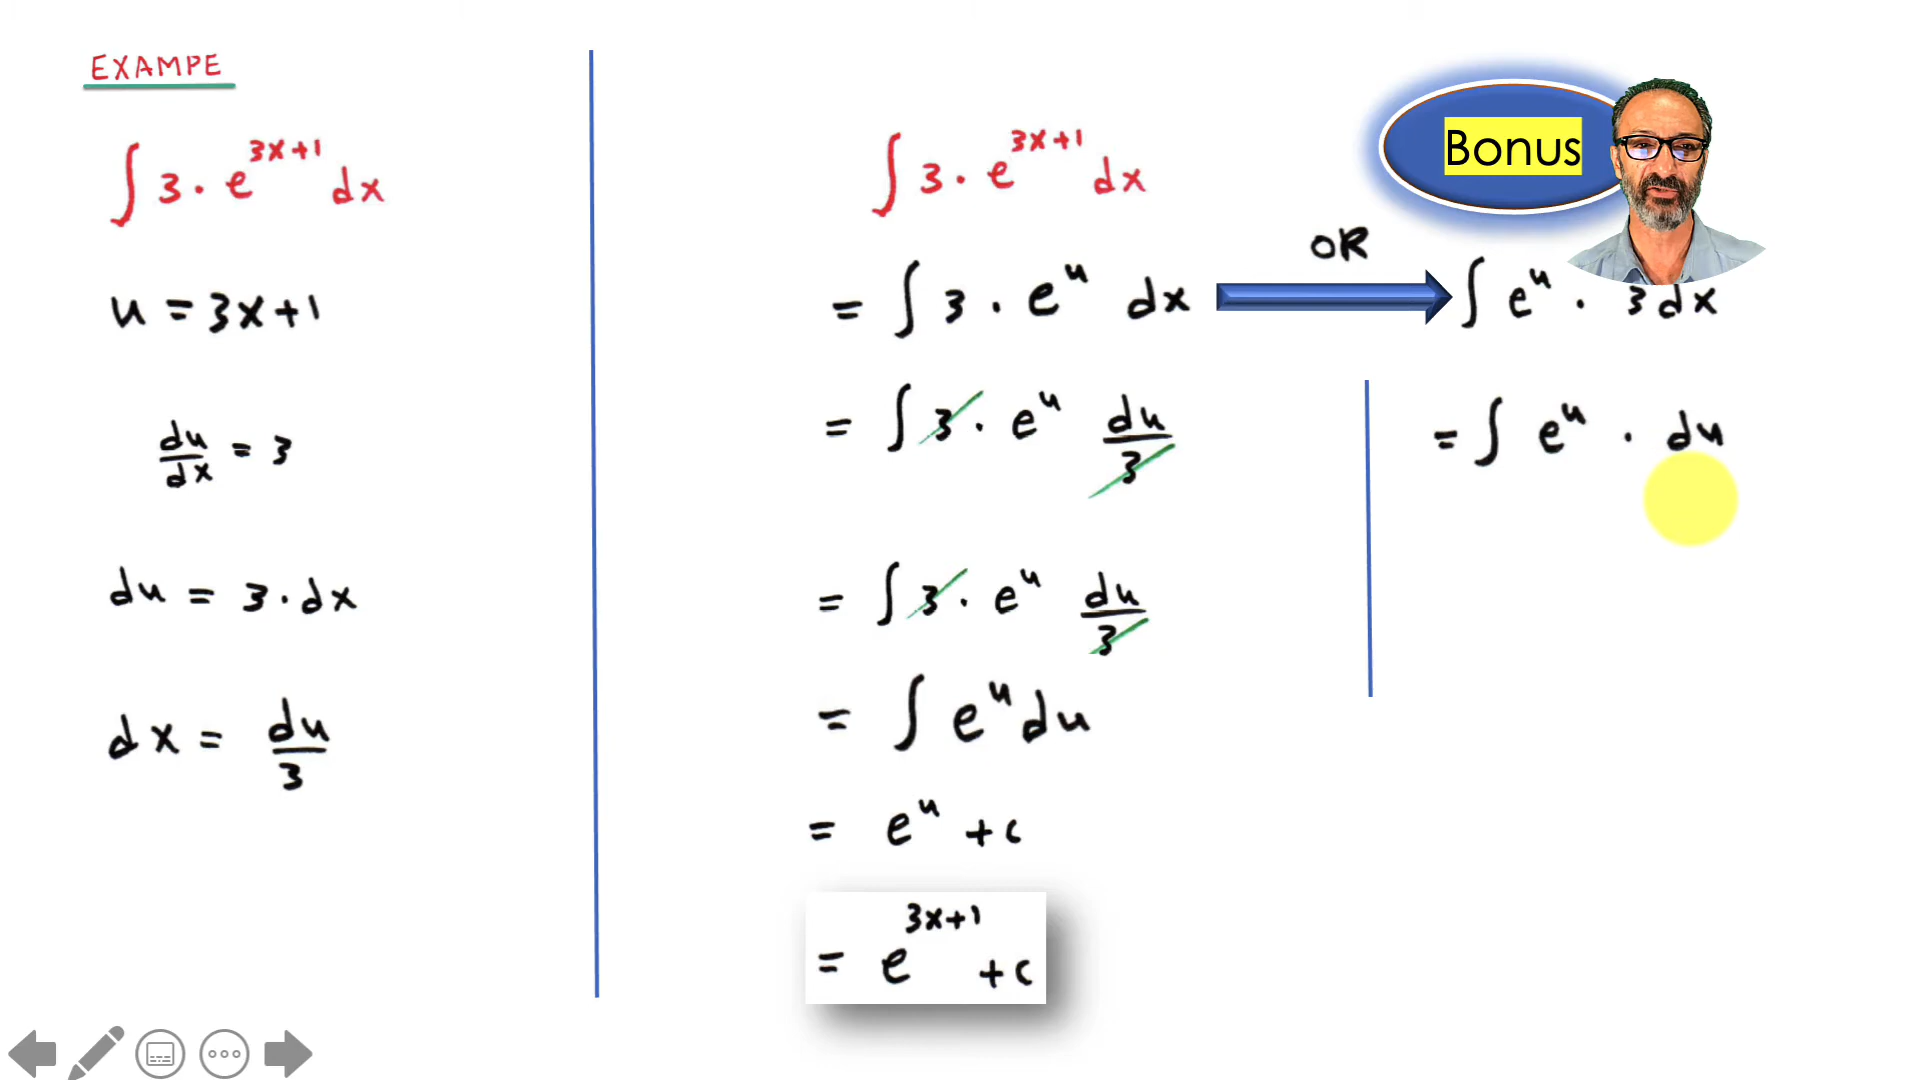 EXAMPE
∫ 3 · e^{3x+1} dx
u = 3x+1
du/dx = 3
du = 3 · dx
dx = du/3
∫ 3 · e^{3x+1} dx
= ∫ 3 · e^u dx
= ∫ 3 · e^u du/3
= ∫ 3 · e^u du/3
= ∫ e^u du
= e^u + c
= e^{3x+1} + c
Bonus
OR
∫ e^u · 3dx
= ∫ e^u · du